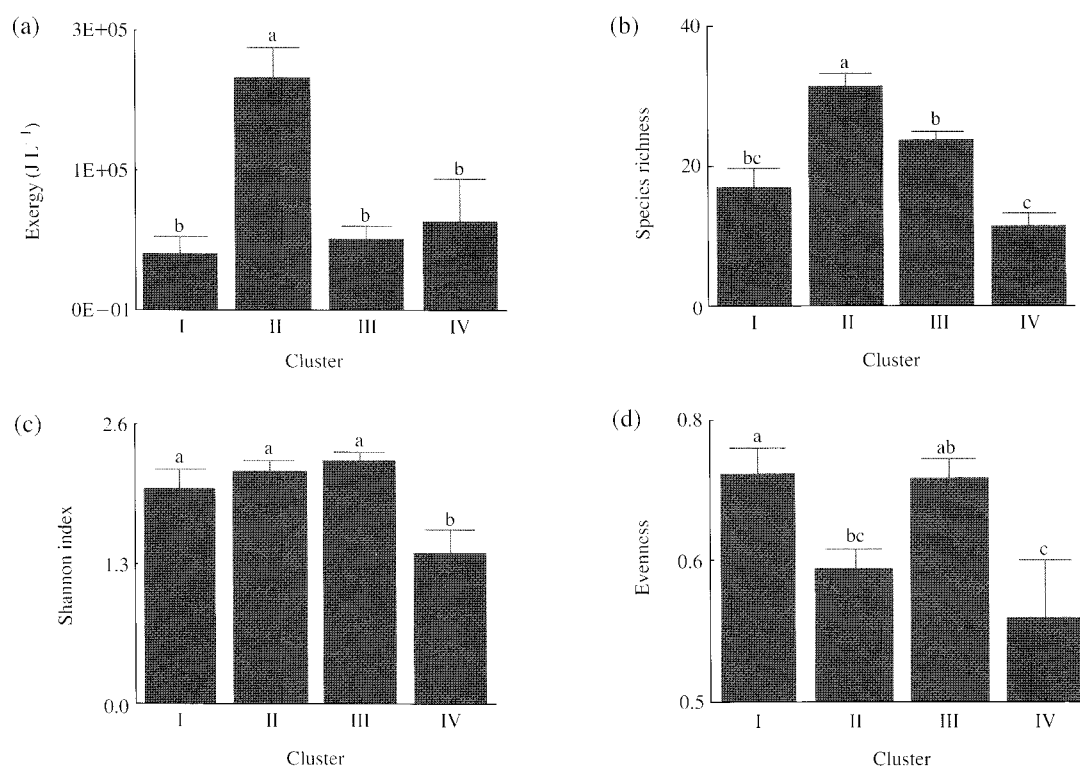 (a)
3E+05
1E+05
0E−01
Exergy (J L⁻¹)
b
a
b
b
I II III IV
Cluster
(b)
40
20
0
Species richness
bc
a
b
c
I II III IV
Cluster
(c)
2.6
1.3
0.0
Shannon index
a
a
a
b
I II III IV
Cluster
(d)
0.8
0.6
0.5
Evenness
a
bc
ab
c
I II III IV
Cluster